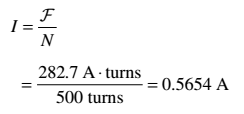 I = ℱ / N
= 282.7 A · turns / 500 turns = 0.5654 A